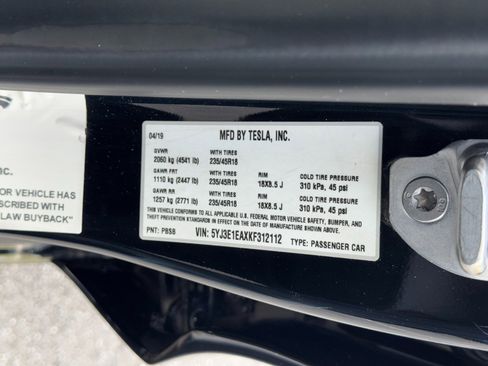 04/19 MFD BY TESLA, INC.
GVWR WITH TIRES
2060 kg (4541 lb) 235/45R18
GAWR FRT WITH TIRES RIM COLD TIRE PRESSURE
1110 kg (2447 lb) 235/45R18 18X8.5 J 310 kPa, 45 psi
GAWR RR WITH TIRES RIM COLD TIRE PRESSURE
1257 kg (2771 lb) 235/45R18 18X8.5 J 310 kPa, 45 psi
THIS VEHICLE CONFORMS TO ALL APPLICABLE U.S. FEDERAL MOTOR VEHICLE SAFETY, BUMPER, AND
THEFT PREVENTION STANDARDS IN EFFECT ON THE DATE OF MANUFACTURE SHOWN ABOVE.
PNT: PBSB VIN: 5YJ3E1EAXKF312112 TYPE: PASSENGER CAR
nc.
OR VEHICLE HAS
SCRIBED WITH
LAW BUYBACK"